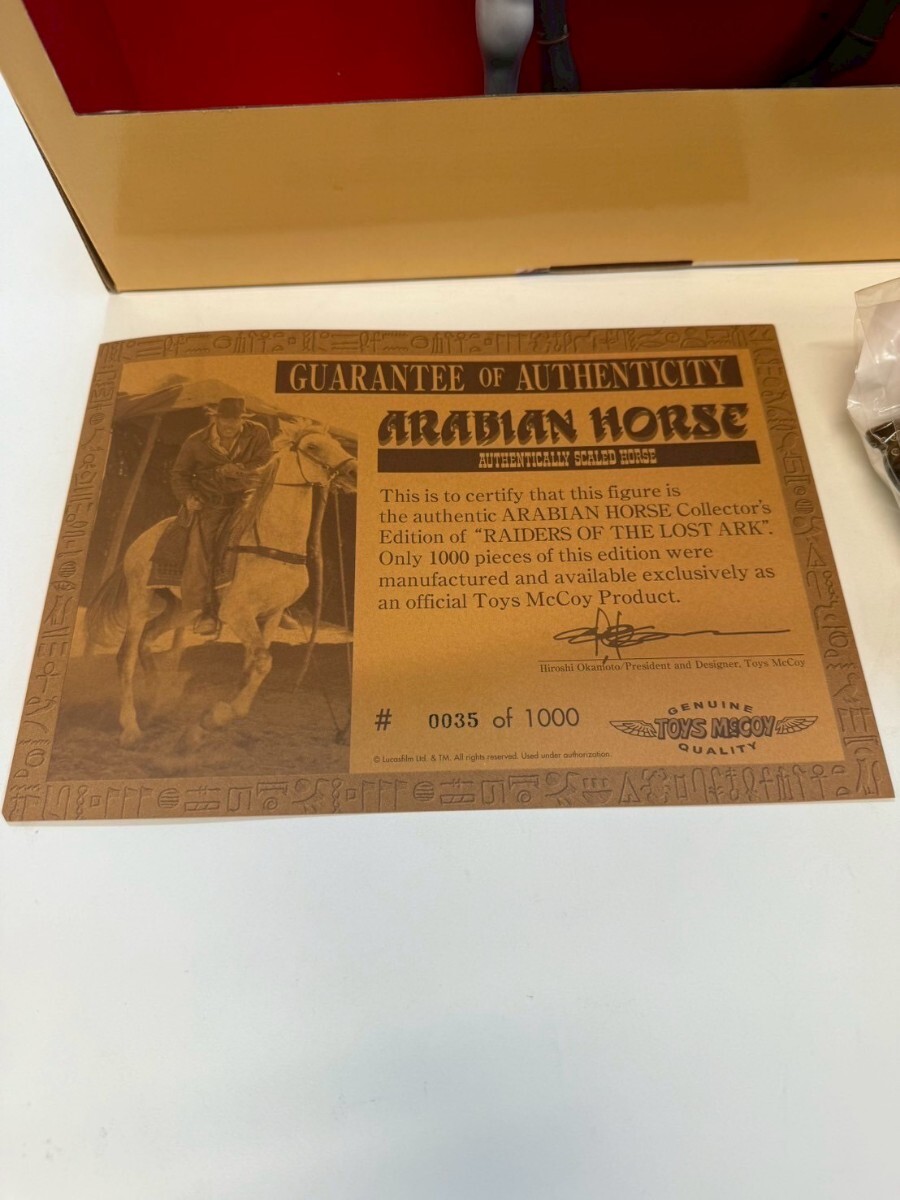 GUARANTEE OF AUTHENTICITY
ARABIAN HORSE
AUTHENTICALLY SCALED HORSE
This is to certify that this figure is
the authentic ARABIAN HORSE Collector's
Edition of "RAIDERS OF THE LOST ARK".
Only 1000 pieces of this edition were
manufactured and available exclusively as
an official Toys McCoy Product.
Hiroshi Okamoto/President and Designer, Toys McCoy
# 0035 of 1000
GENUINE
TOYS McCOY
QUALITY
© Lucasfilm Ltd. & TM. All rights reserved. Used under authorization.